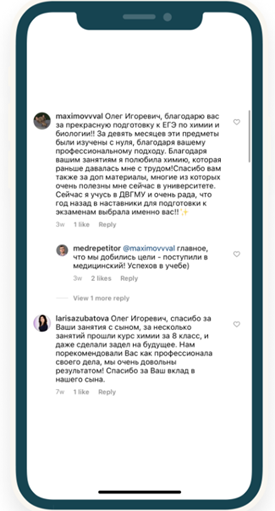 maximovvval Олег Игоревич, благодарю вас
за прекрасную подготовку к ЕГЭ по химии и
биологии!! За девять месяцев эти предметы
были изучены с нуля, благодаря вашему
профессиональному подходу. Благодаря
вашим занятиям я полюбила химию, которая
раньше давалась мне с трудом!Спасибо вам
также за доп материалы, многие из которых
очень полезны мне сейчас в университете.
Сейчас я учусь в ДВГМУ и очень рада, что
год назад в наставники для подготовки к
экзаменам выбрала именно вас!!✨
3w 1 like Reply
medrepetitor @maximovvval главное,
что мы добились цели - поступили в
медицинский! Успехов в учебе)
3w 2 likes Reply
View 1 more reply
larisazubatova Олег Игоревич, спасибо за
Ваши занятия с сыном, за несколько
занятий прошли курс химии за 8 класс, и
даже сделали задел на будущее. Нам
порекомендовали Вас как профессионала
своего дела, мы очень довольны
результатом! Спасибо за Ваш вклад в
нашего сына.
7w 1 like Reply